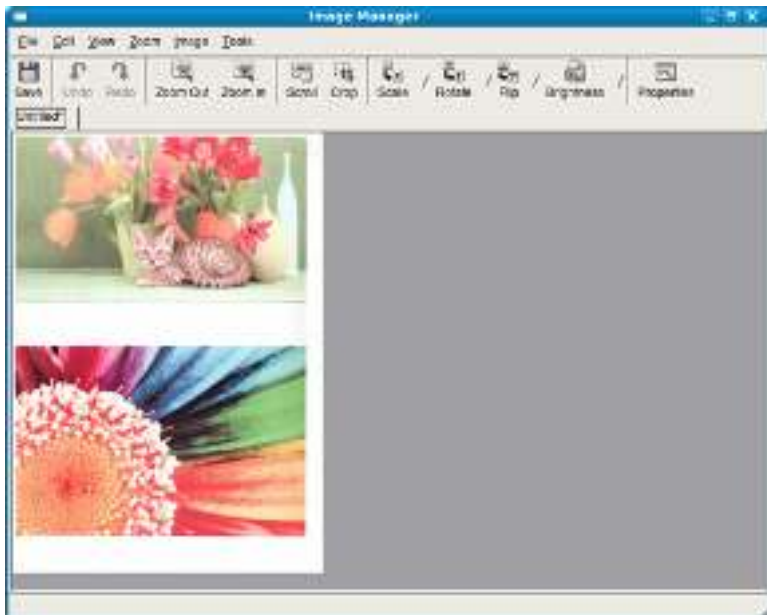 Image Manager
File Edit View Zoom Image Tools
Save Undo Redo Zoom Out Zoom In Scroll Crop Scale / Rotate / Flip / Brightness / Properties
Untitled*